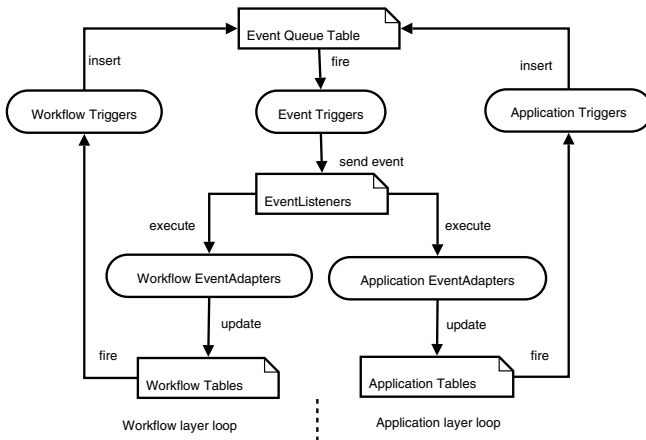 Event Queue Table
insert
fire
insert
Workflow Triggers
Event Triggers
Application Triggers
send event
EventListeners
execute
execute
Workflow EventAdapters
Application EventAdapters
update
update
fire
fire
Workflow Tables
Application Tables
Workflow layer loop
Application layer loop